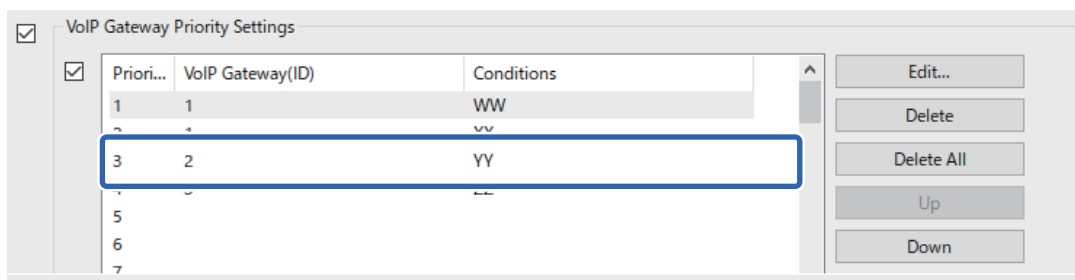 VoIP Gateway Priority Settings
Priori... VoIP Gateway(ID) Conditions
1 1 WW
3 2 YY
5
6
7
Edit...
Delete
Delete All
Up
Down